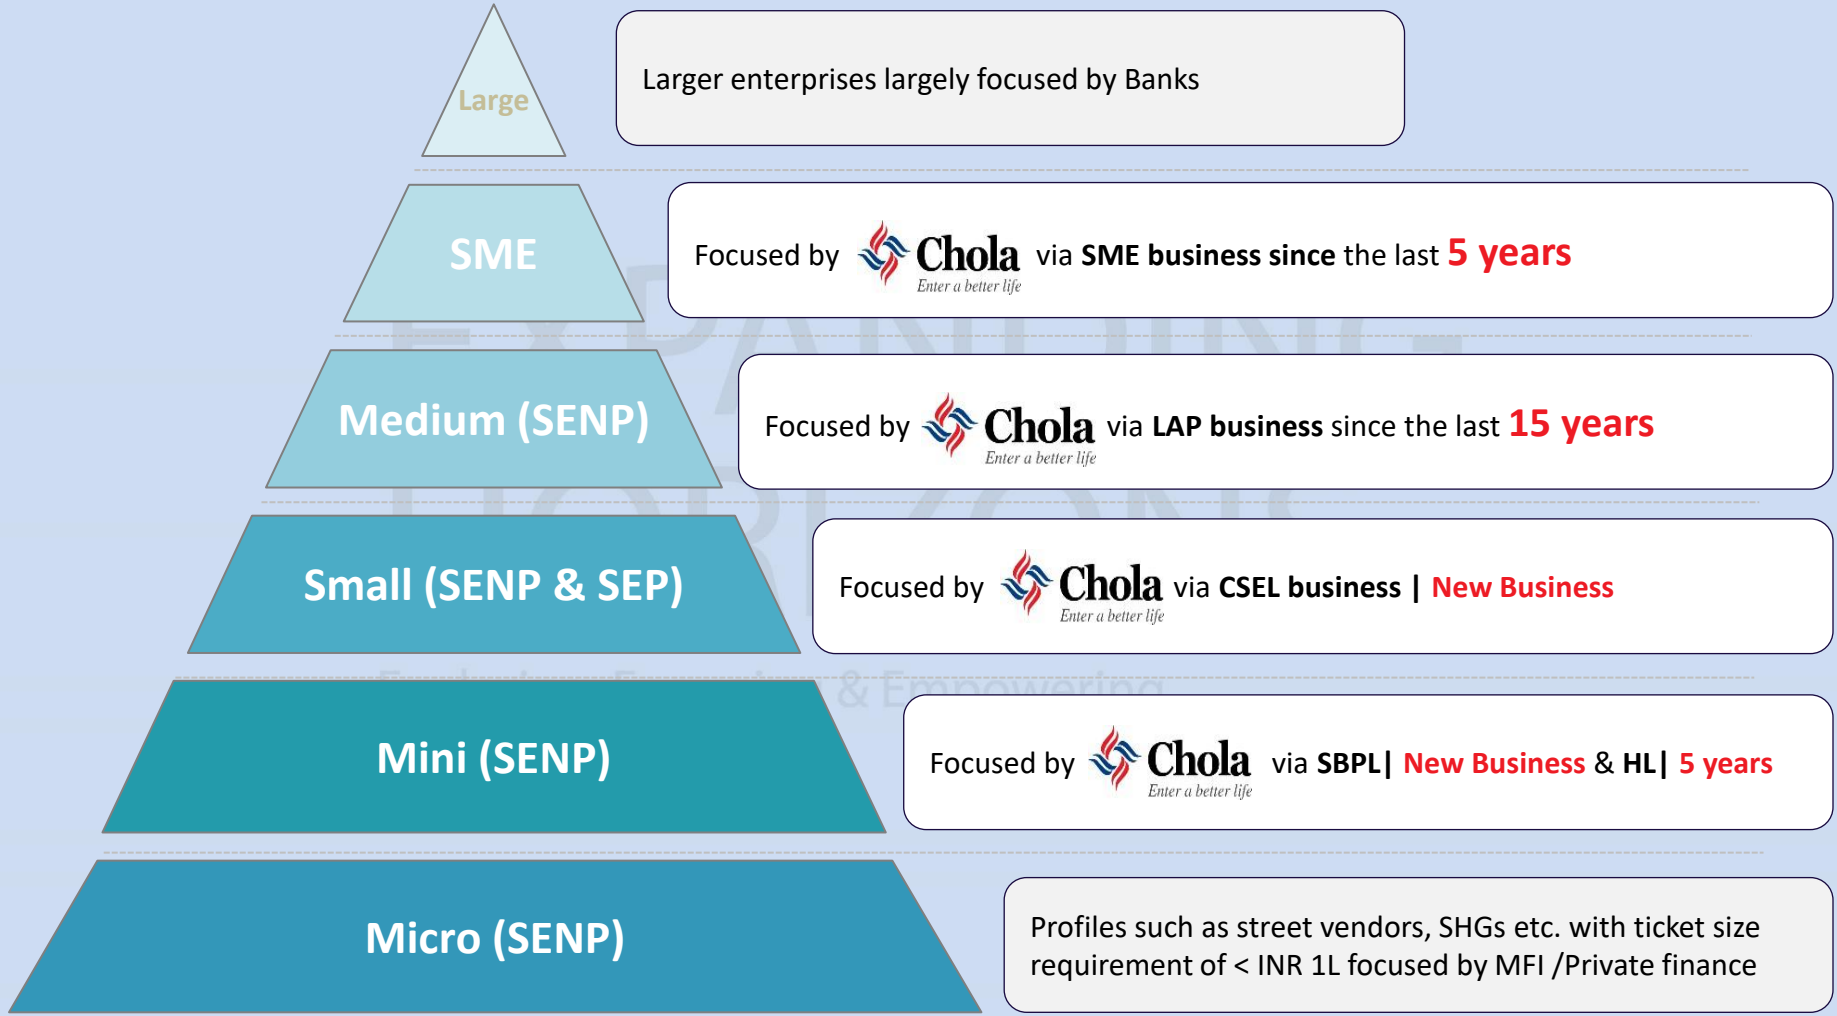 Large
Larger enterprises largely focused by Banks
SME
Focused by Chola via SME business since the last 5 years
Enter a better life
Medium (SENP)
Focused by Chola via LAP business since the last 15 years
Enter a better life
Small (SENP & SEP)
Focused by Chola via CSEL business | New Business
Enter a better life
Mini (SENP)
Focused by Chola via SBPL| New Business & HL| 5 years
Enter a better life
Micro (SENP)
Profiles such as street vendors, SHGs etc. with ticket size
requirement of < INR 1L focused by MFI /Private finance
EXPANDING
HORIZONS
& Empowering